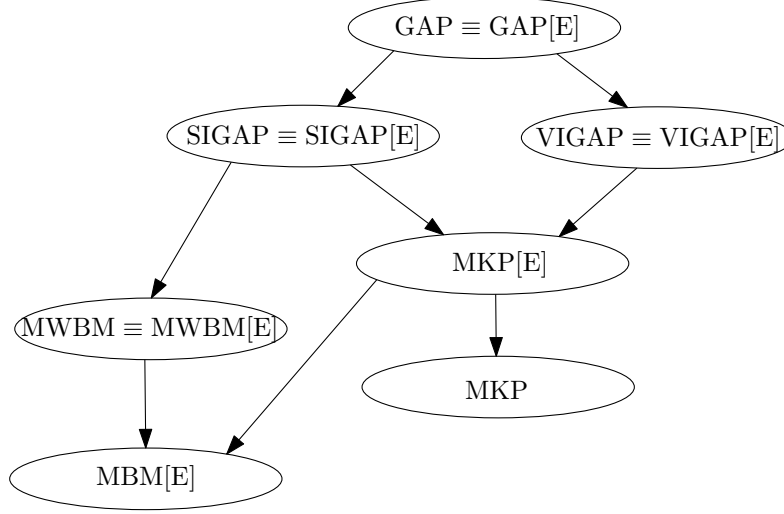 GAP ≡ GAP[E]
SIGAP ≡ SIGAP[E]
VIGAP ≡ VIGAP[E]
MKP[E]
MWBM ≡ MWBM[E]
MKP
MBM[E]